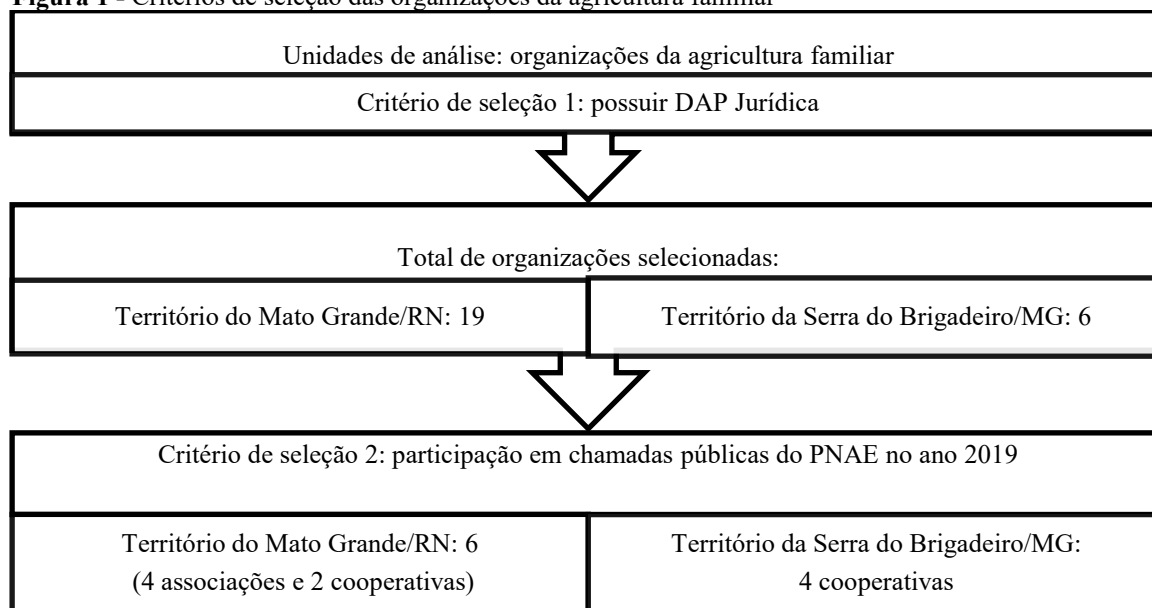 Figura 1 - Critérios de seleção das organizações da agricultura familiar
Unidades de análise: organizações da agricultura familiar
Critério de seleção 1: possuir DAP Jurídica
Total de organizações selecionadas:
Território do Mato Grande/RN: 19
Território da Serra do Brigadeiro/MG: 6
Critério de seleção 2: participação em chamadas públicas do PNAE no ano 2019
Território do Mato Grande/RN: 6
(4 associações e 2 cooperativas)
Território da Serra do Brigadeiro/MG:
4 cooperativas